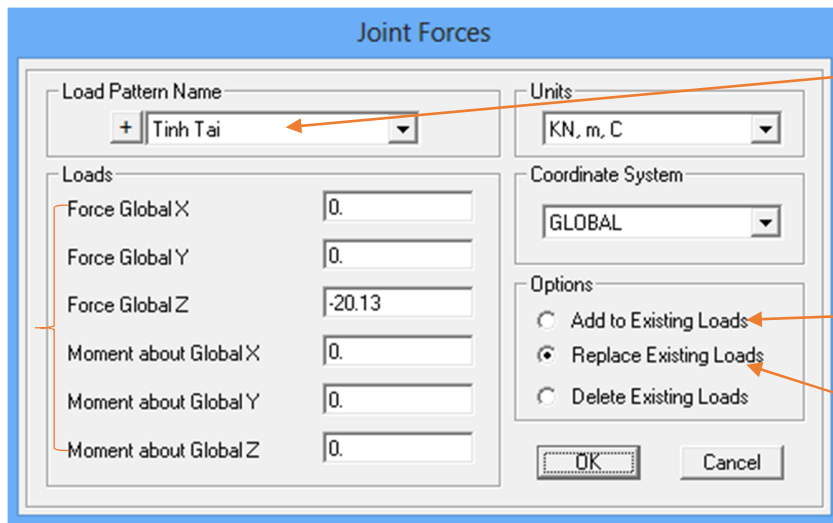 Joint Forces
Load Pattern Name
+ Tinh Tai
Units
KN, m, C
Loads
Force Global X 0.
Force Global Y 0.
Force Global Z -20.13
Moment about Global X 0.
Moment about Global Y 0.
Moment about Global Z 0.
Coordinate System
GLOBAL
Options
Add to Existing Loads
Replace Existing Loads
Delete Existing Loads
OK Cancel